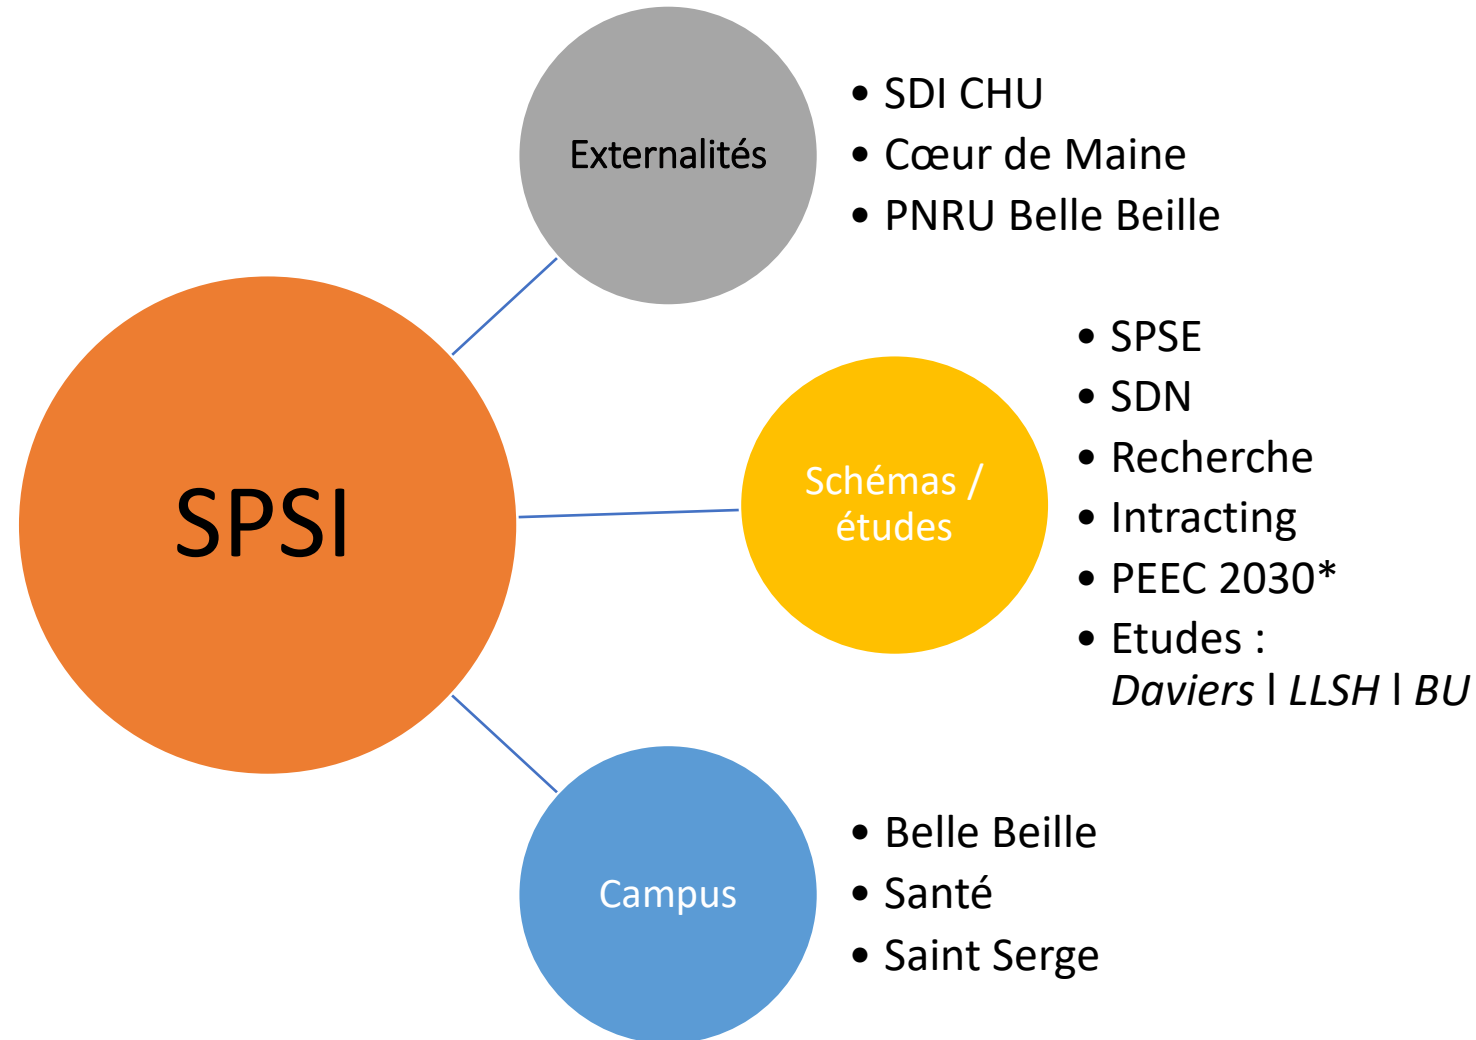 SPSI
Externalités
• SDI CHU
• Cœur de Maine
• PNRU Belle Beille
Schémas /
études
• SPSE
• SDN
• Recherche
• Intracting
• PEEC 2030*
• Etudes :
Daviers l LLSH l BU
Campus
• Belle Beille
• Santé
• Saint Serge